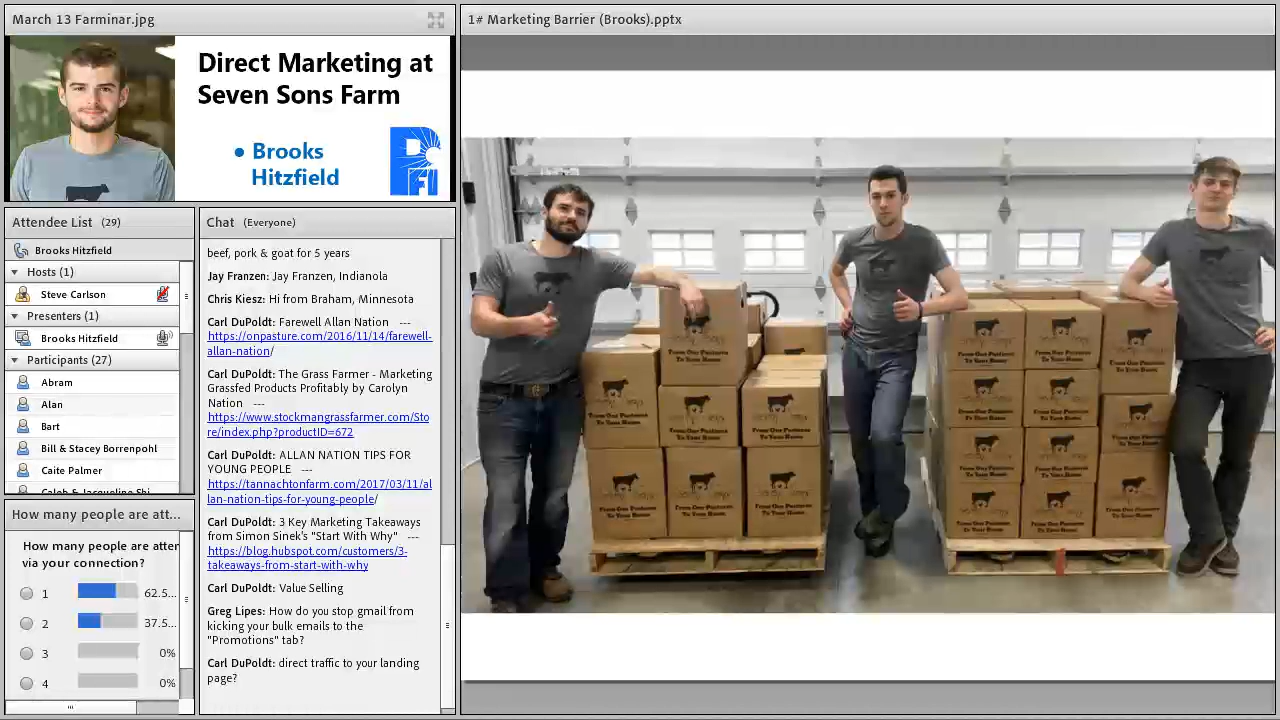 March 13 Farminar.jpg
Direct Marketing at
Seven Sons Farm
• Brooks
Hitzfield
PFI
Attendee List (29)
Brooks Hitzfield
Hosts (1)
Steve Carlson
Presenters (1)
Brooks Hitzfield
Participants (27)
Abram
Alan
Bart
Bill & Stacey Borrenpohl
Caite Palmer
How many people are att...
How many people are atter
via your connection?
1 62.5...
2 37.5...
3 0%
4 0%
Chat (Everyone)
beef, pork & goat for 5 years
Jay Franzen: Jay Franzen, Indianola
Chris Kiesz: Hi from Braham, Minnesota
Carl DuPoldt: Farewell Allan Nation ---
https://onpasture.com/2016/11/14/farewell-
allan-nation/
Carl DuPoldt: The Grass Farmer - Marketing
Grassfed Products Profitably by Carolyn
Nation ---
https://www.stockmangrassfarmer.com/Sto
re/index.php?productID=672
Carl DuPoldt: ALLAN NATION TIPS FOR
YOUNG PEOPLE ---
https://tannachtonfarm.com/2017/03/11/al
lan-nation-tips-for-young-people/
Carl DuPoldt: 3 Key Marketing Takeaways
from Simon Sirek's "Start With Why" ---
https://blog.hubspot.com/customers/3-
takeaways-from-start-with-why
Carl DuPoldt: Value Selling
Greg Lipes: How do you stop gmail from
kicking your bulk emails to the
"Promotions" tab?
Carl DuPoldt: direct traffic to your landing
page?
1# Marketing Barrier (Brooks).pptx
From Our Pastures
To Your Home